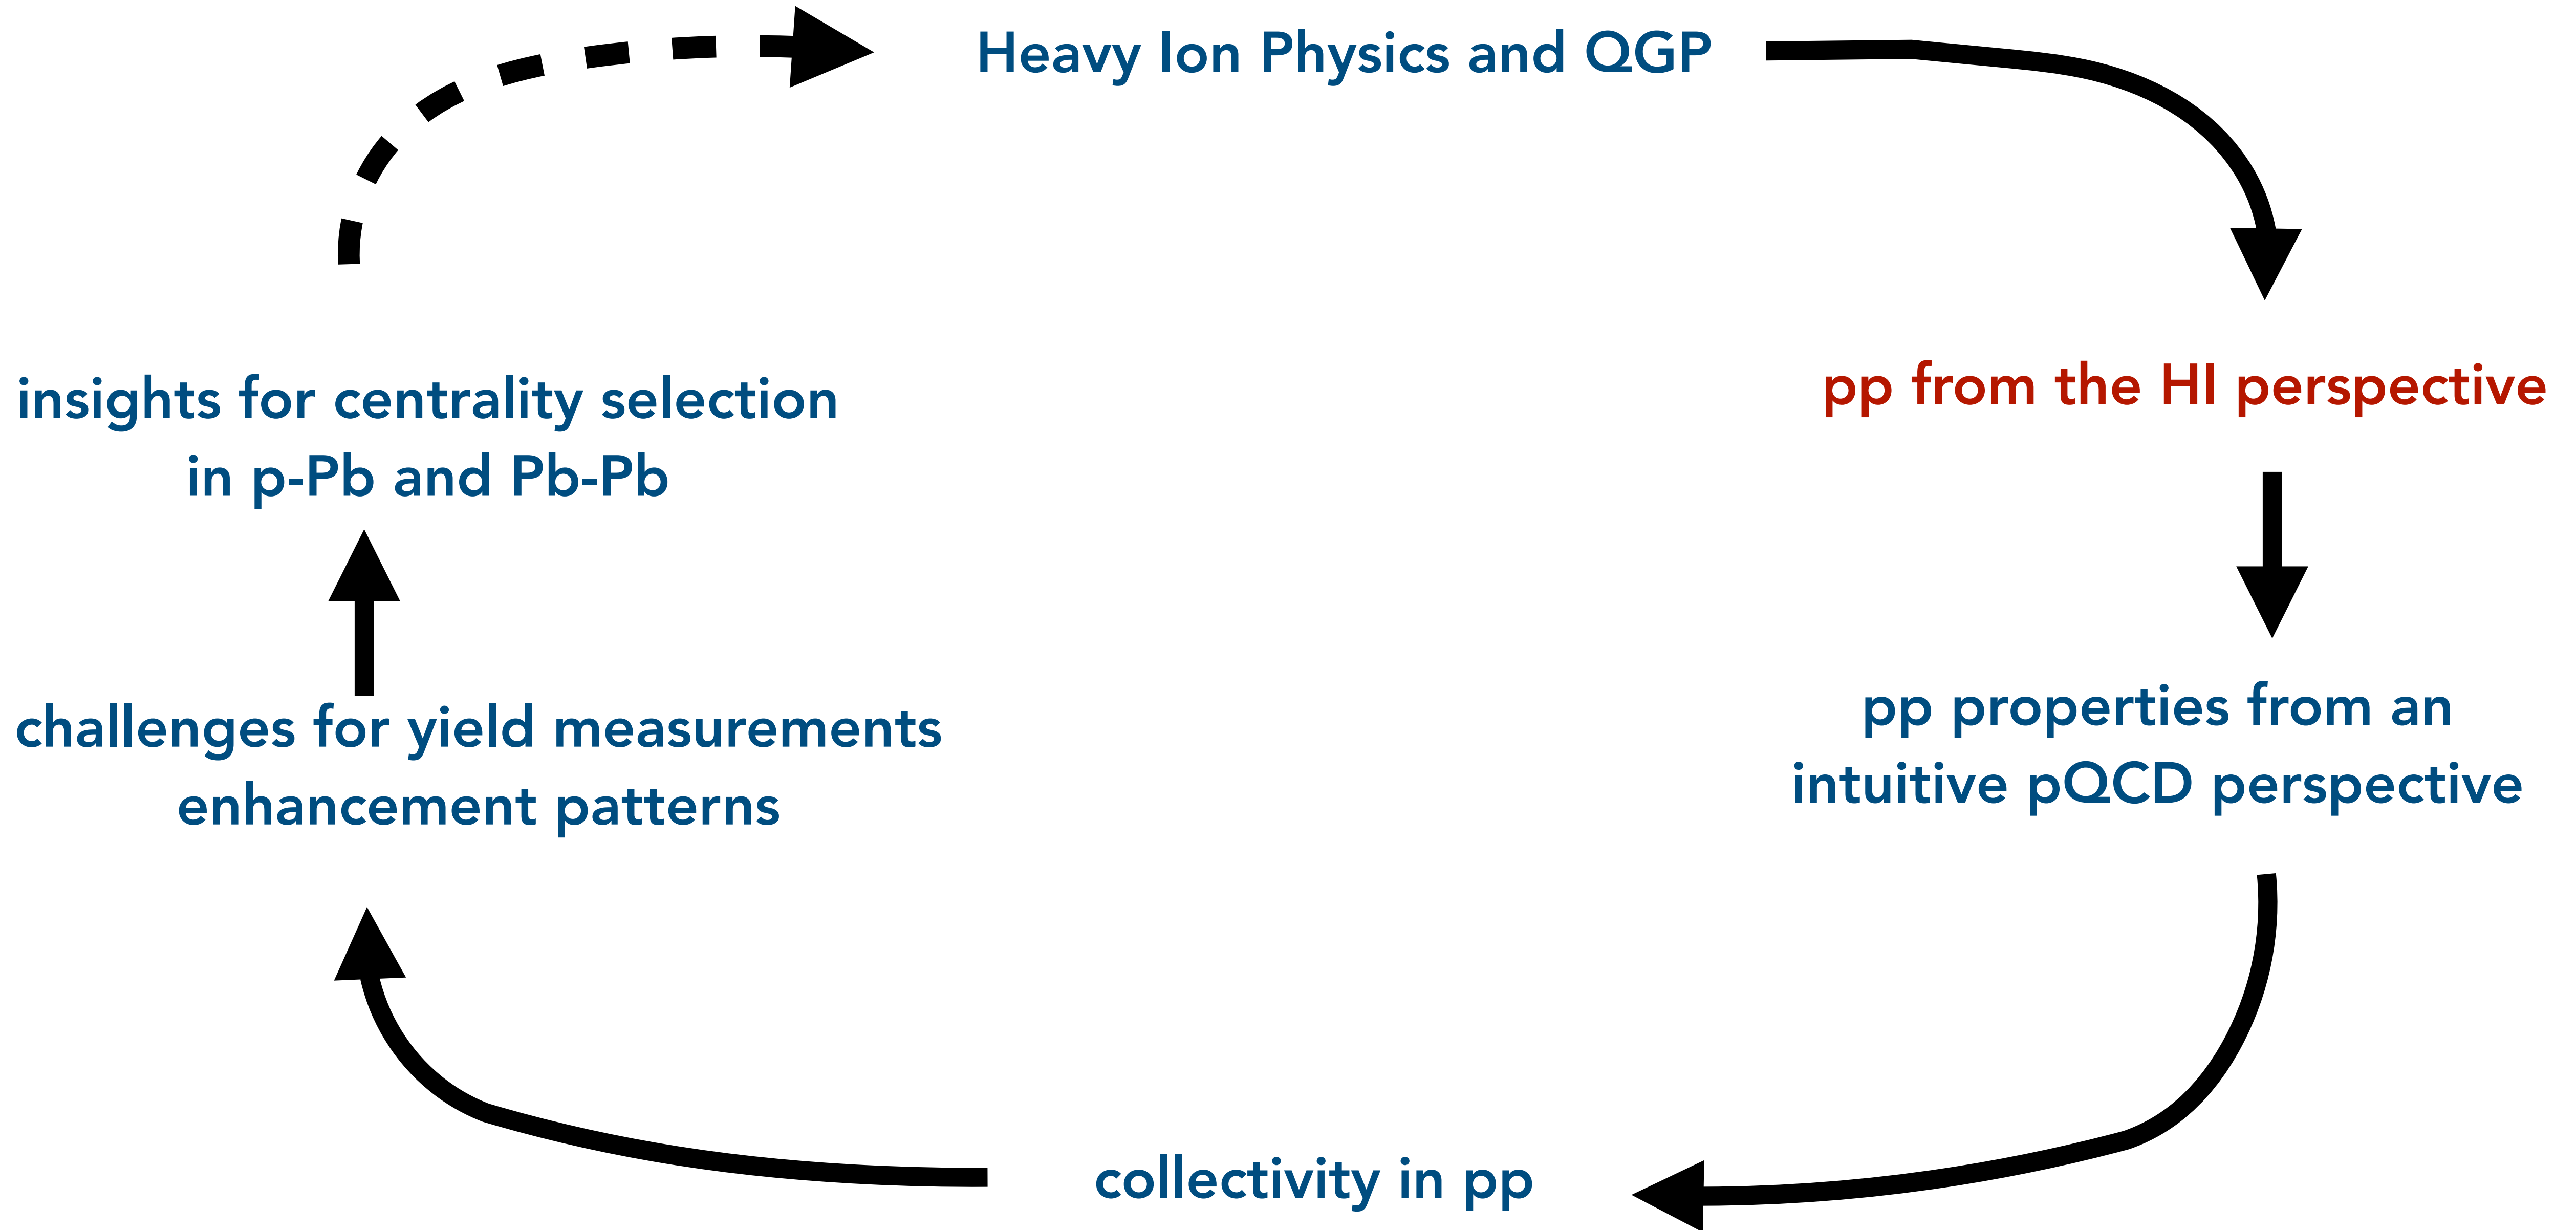 Heavy Ion Physics and QGP
pp from the HI perspective
pp properties from an
intuitive pQCD perspective
collectivity in pp
challenges for yield measurements
enhancement patterns
insights for centrality selection
in p-Pb and Pb-Pb